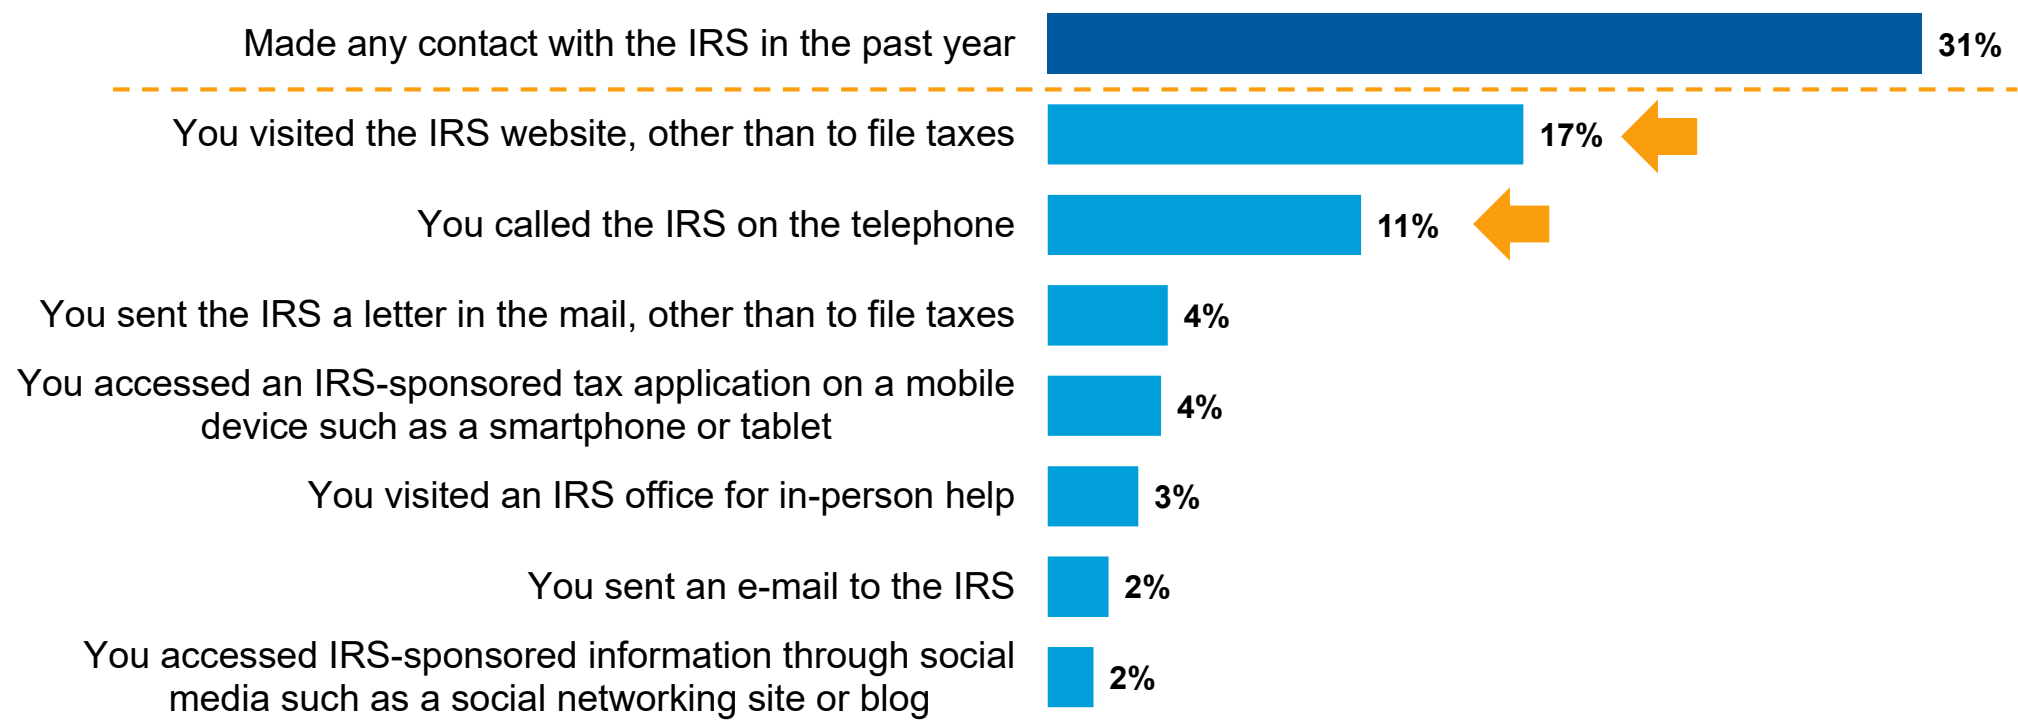 Made any contact with the IRS in the past year 31%
You visited the IRS website, other than to file taxes 17%
You called the IRS on the telephone 11%
You sent the IRS a letter in the mail, other than to file taxes 4%
You accessed an IRS-sponsored tax application on a mobile
device such as a smartphone or tablet 4%
You visited an IRS office for in-person help 3%
You sent an e-mail to the IRS 2%
You accessed IRS-sponsored information through social
media such as a social networking site or blog 2%